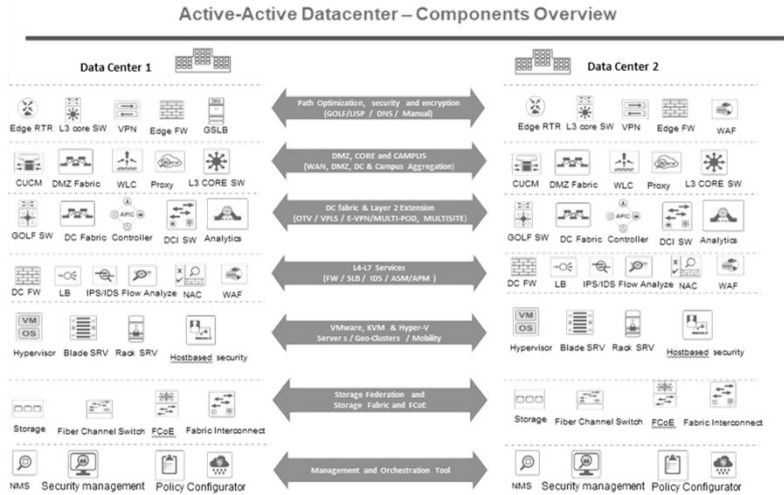 Active-Active Datacenter – Components Overview
Data Center 1
Data Center 2
Edge RTR L3 core SW VPN Edge FW GSLB
Path Optimization, security and encryption
(GOLF/LISP / DNS / Manual)
Edge RTR L3 core SW VPN Edge FW WAF
CUCM DMZ Fabric WLC Proxy L3 CORE SW
DMZ, CORE and CAMPUS
(WAN, DMZ, DC & Campus Aggregation)
CUCM DMZ Fabric WLC Proxy L3 CORE SW
APIC
GOLF SW DC Fabric Controller DCI SW Analytics
DC fabric & Layer 2 Extension
(OTV / VPLS / E-VPN/MULTI-POD, MULTISITE)
APIC
GOLF SW DC Fabric Controller DCI SW Analytics
DC FW LB IPS/IDS Flow Analyze NAC WAF
L4-L7 Services
(FW / SLB / IDS / ASM/APM )
DC FW LB IPS/IDS Flow Analyze NAC WAF
VM
OS
Hypervisor Blade SRV Rack SRV Hostbased security
VMware, KVM & Hyper-V
Servers / Geo-Clusters / Mobility
VM
OS
Hypervisor Blade SRV Rack SRV Hostbased security
Storage Fiber Channel Switch FCoE Fabric Interconnect
Storage Federation and
Storage Fabric and FCoE
Storage Fiber Channel Switch FCoE Fabric Interconnect
NMS Security management Policy Configurator
Management and Orchestration Tool
NMS Security management Policy Configurator